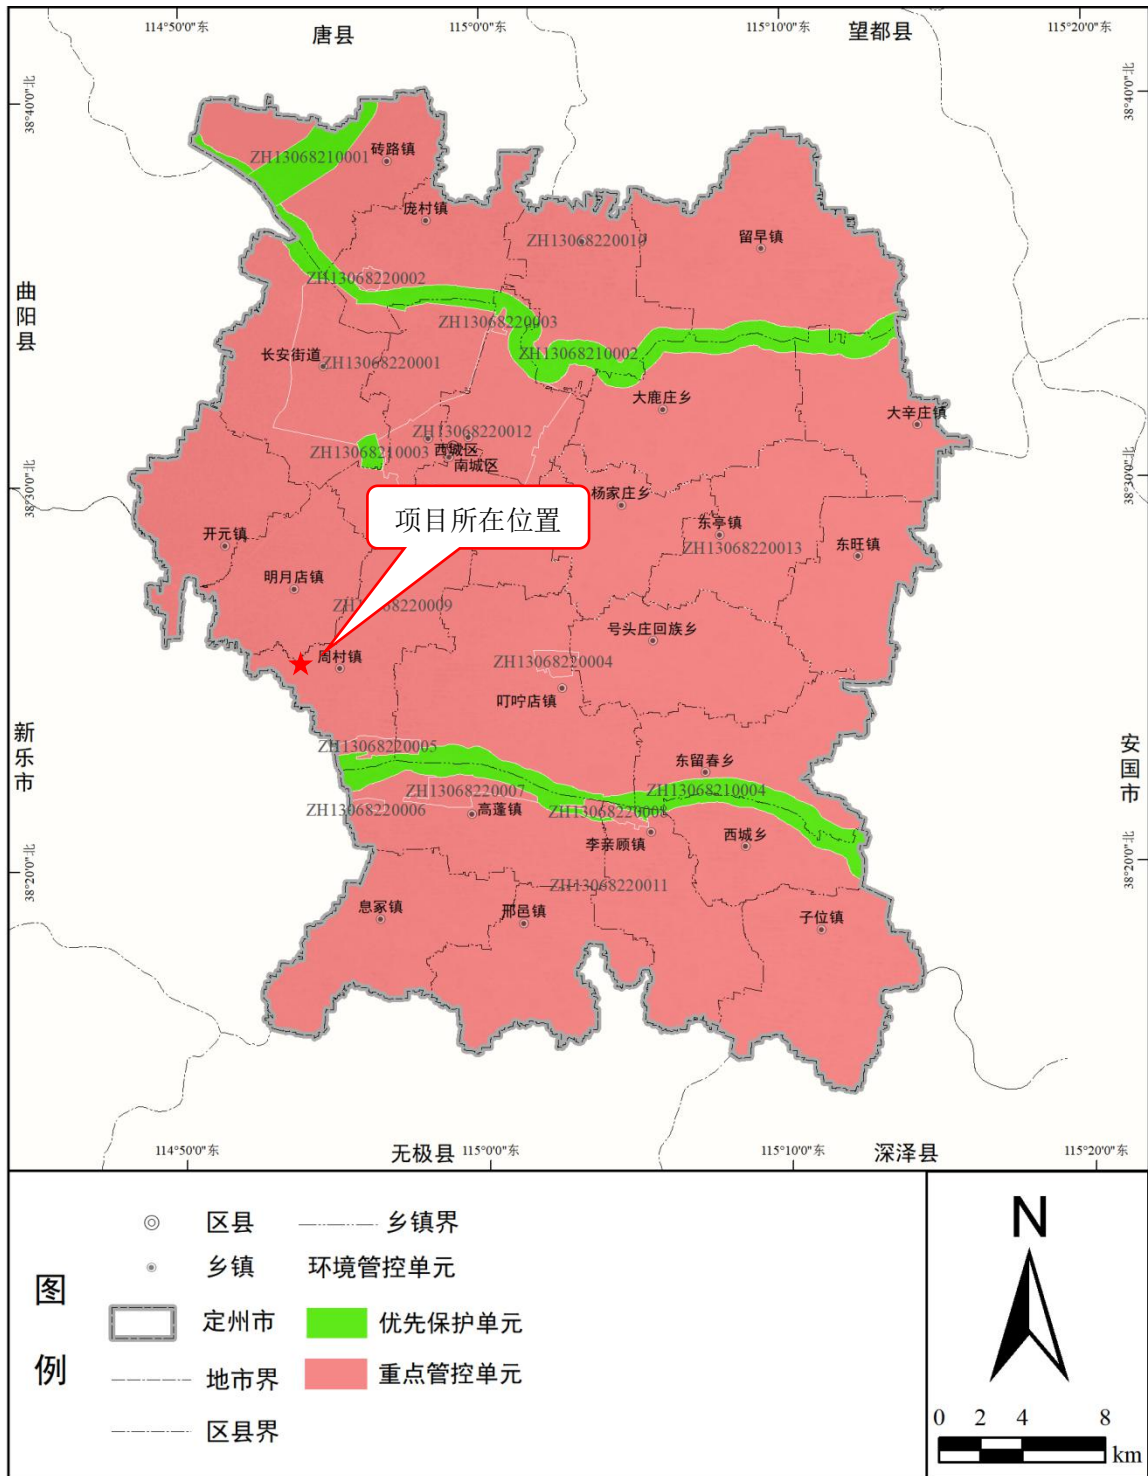 114°50'0"东
115°0'0"东
115°10'0"东
115°20'0"东
唐县
望都县
38°40'0"北
38°40'0"北
ZH13068210001
砖路镇
庞村镇
ZH13068220010
留早镇
ZH13068220002
曲阳县
ZH13068220003
长安街道
ZH13068220001
ZH13068210002
大鹿庄乡
大辛庄镇
ZH13068220012
ZH13068210003
西城区
南城区
38°30'0"北
38°30'0"北
杨家庄乡
项目所在位置
东亭镇
开元镇
ZH13068220013
东旺镇
明月店镇
ZH13068220009
号头庄回族乡
周村镇
ZH13068220004
叮咛店镇
新乐市
安国市
ZH13068220005
东留春乡
ZH13068220007
ZH13068210004
ZH13068220006
高蓬镇
ZH13068220008
李亲顾镇
西城乡
38°20'0"北
38°20'0"北
ZH13068220011
息冢镇
邢邑镇
子位镇
114°50'0"东
无极县
115°0'0"东
115°10'0"东
深泽县
115°20'0"东
图例
区县
乡镇界
乡镇
环境管控单元
定州市
优先保护单元
地市界
重点管控单元
区县界
N
0 2 4 8
km